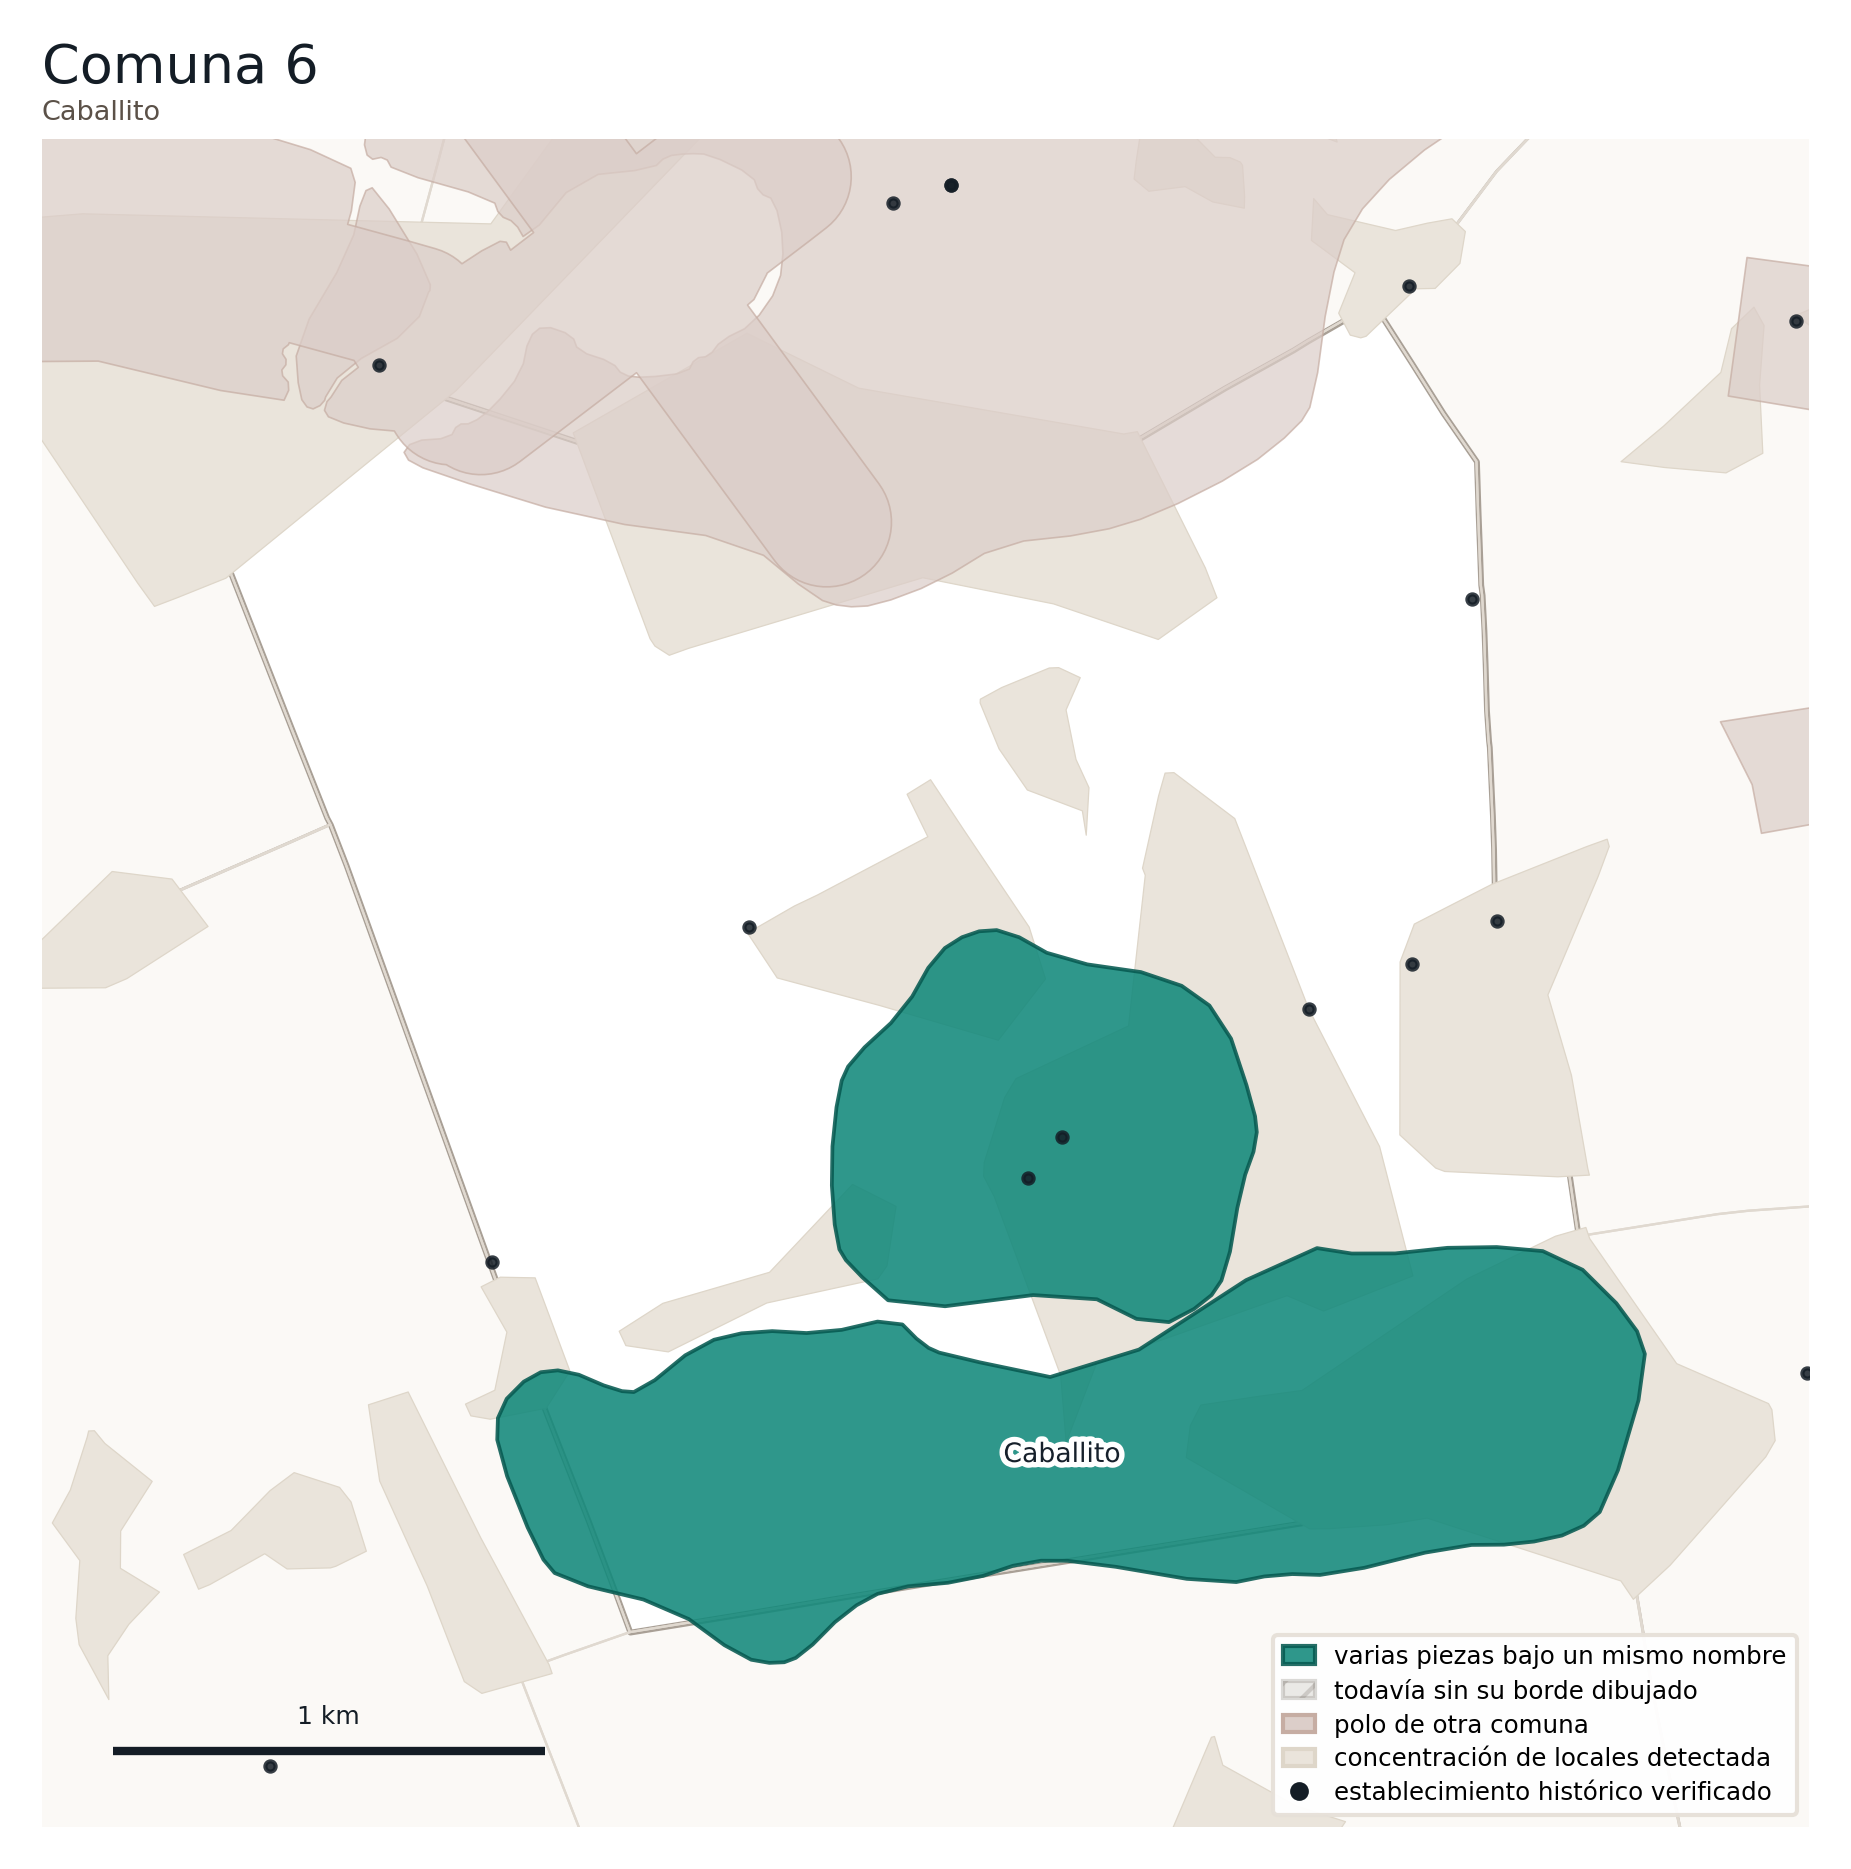 Comuna 6
Caballito
Caballito
varias piezas bajo un mismo nombre
todavía sin su borde dibujado
polo de otra comuna
concentración de locales detectada
establecimiento histórico verificado
1 km